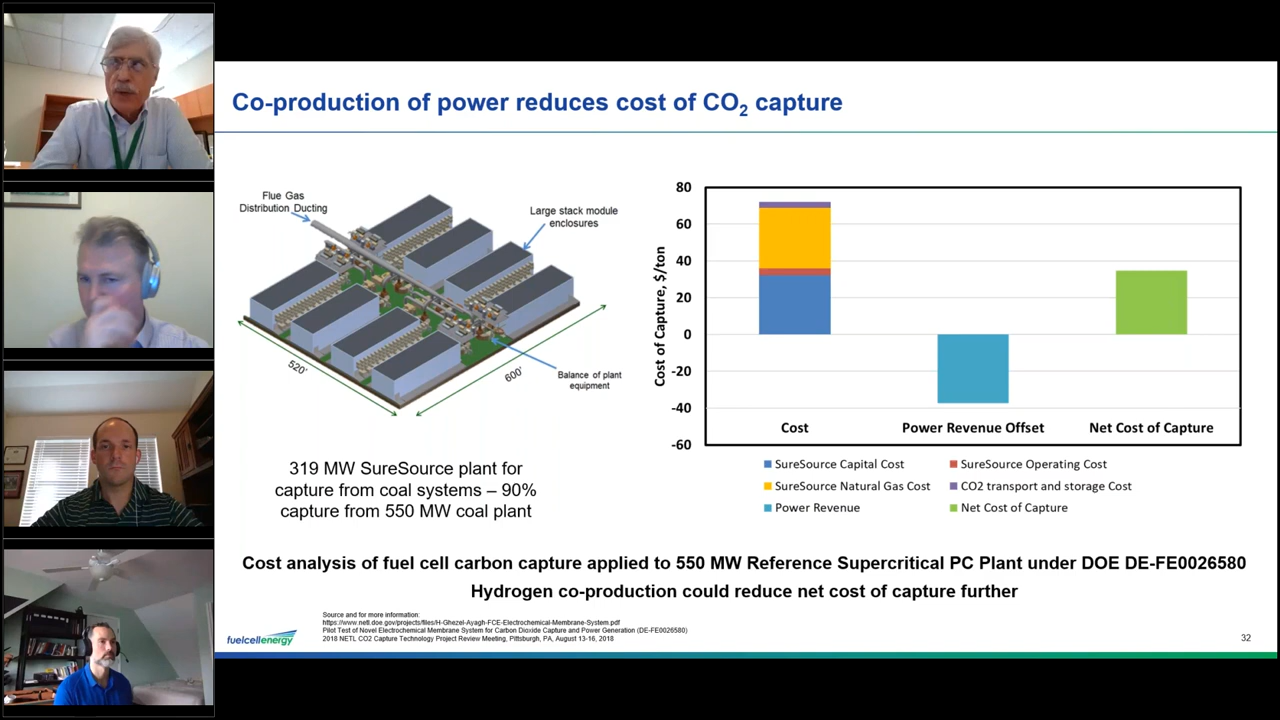 Co-production of power reduces cost of CO2 capture
Flue Gas
Distribution Ducting
Large stack module
enclosures
520'
600'
Balance of plant
equipment
319 MW SureSource plant for
capture from coal systems – 90%
capture from 550 MW coal plant
Cost of Capture, $/ton
80
60
40
20
0
-20
-40
-60
Cost
Power Revenue Offset
Net Cost of Capture
SureSource Capital Cost
SureSource Operating Cost
SureSource Natural Gas Cost
CO2 transport and storage Cost
Power Revenue
Net Cost of Capture
Cost analysis of fuel cell carbon capture applied to 550 MW Reference Supercritical PC Plant under DOE DE-FE0026580
Hydrogen co-production could reduce net cost of capture further
fuelcellenergy
Source and for more information:
https://www.netl.doe.gov/projects/files/H-Ghezel-Ayagh-FCE-Electrochemical-Membrane-System.pdf
Pilot Test of Novel Electrochemical Membrane System for Carbon Dioxide Capture and Power Generation (DE-FE0026580)
2018 NETL CO2 Capture Technology Project Review Meeting, Pittsburgh, PA, August 13-16, 2018
32